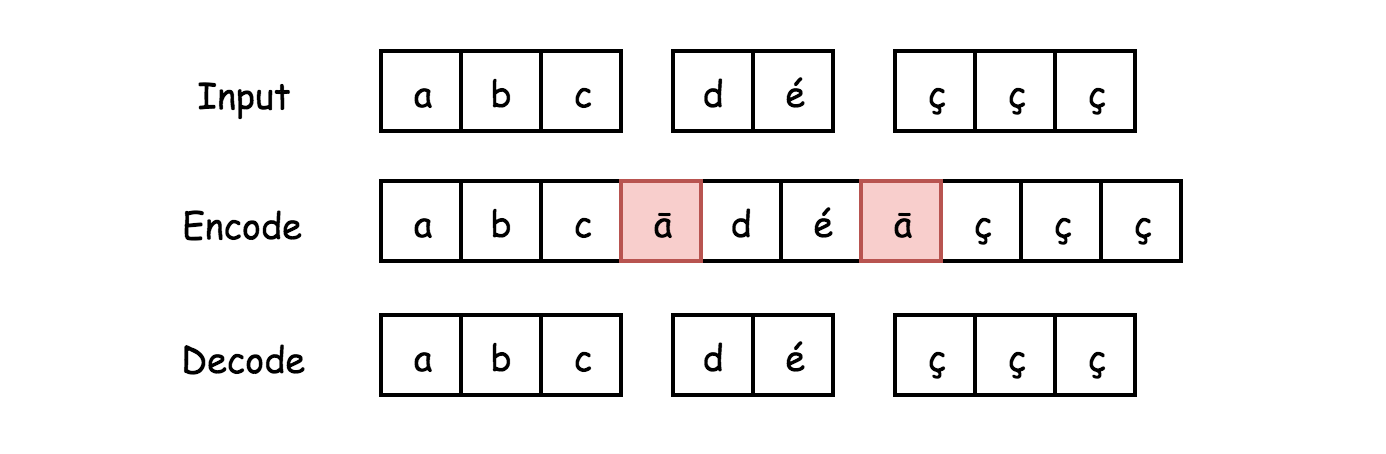 Input a b c d é ç ç ç
Encode a b c ā d é ā ç ç ç
Decode a b c d é ç ç ç